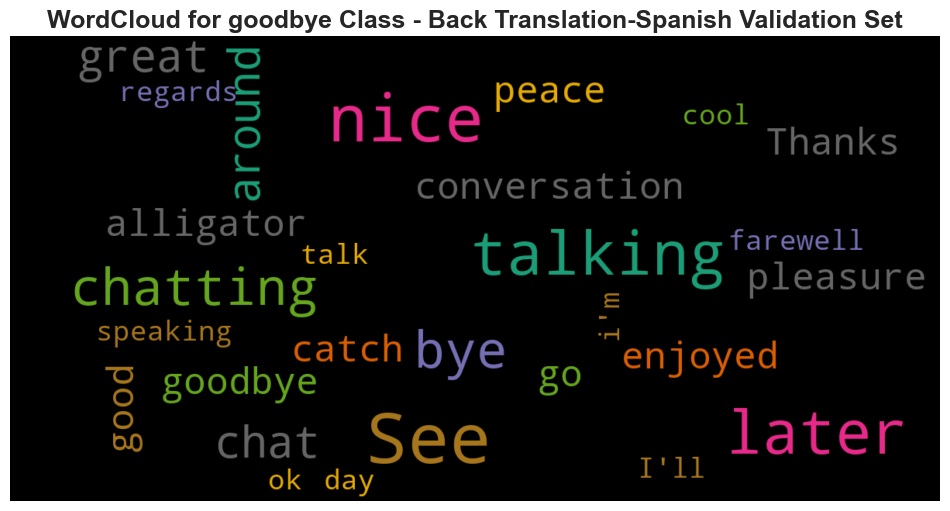 WordCloud for goodbye Class - Back Translation-Spanish Validation Set
great
regards
around
nice
peace
cool
Thanks
conversation
alligator
talk
talking
farewell
pleasure
chatting
speaking
i'm
catch
bye
enjoyed
good
goodbye
go
chat
See
later
ok
day
I'll